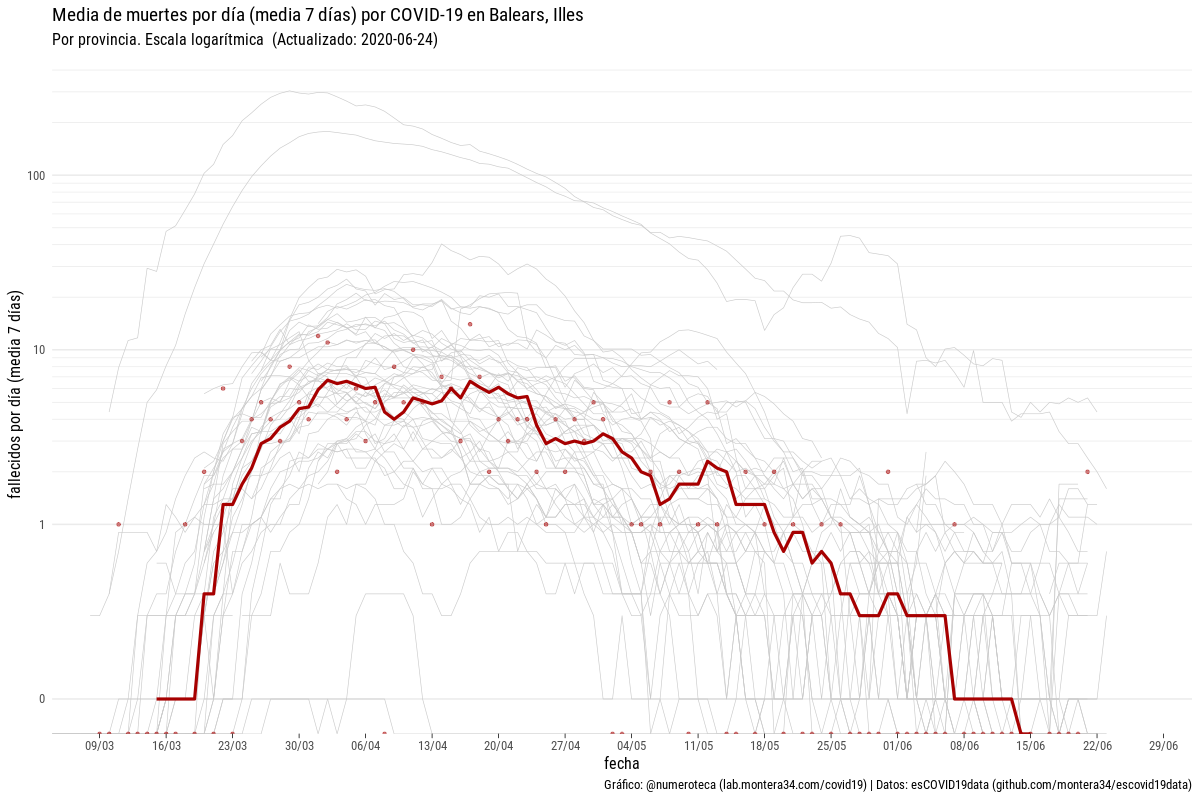 Media de muertes por día (media 7 días) por COVID-19 en Balears, Illes
Por provincia. Escala logarítmica (Actualizado: 2020-06-24)
fallecidos por día (media 7 días)
100
10
1
0
09/03 16/03 23/03 30/03 06/04 13/04 20/04 27/04 04/05 11/05 18/05 25/05 01/06 08/06 15/06 22/06 29/06
fecha
Gráfico: @numeroteca (lab.montera34.com/covid19) | Datos: esCOVID19data (github.com/montera34/escovid19data)